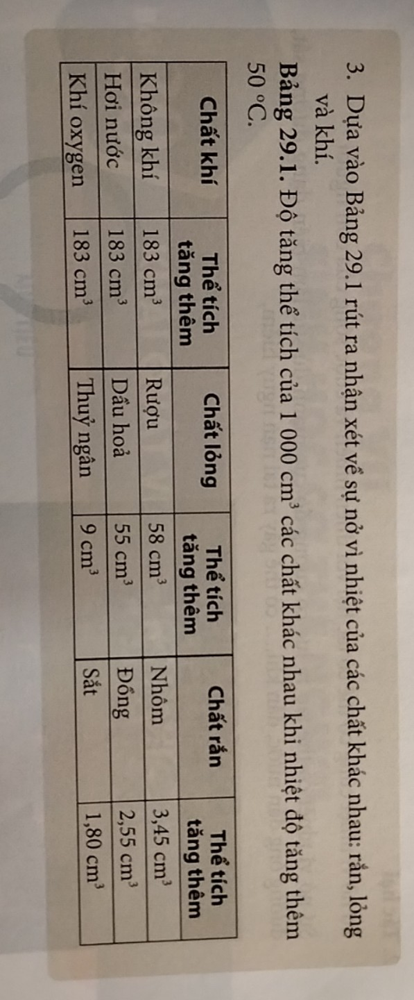 3. Dựa vào Bảng 29.1 rút ra nhận xét về sự nở vì nhiệt của các chất khác nhau: rắn, lỏng
và khí.
Bảng 29.1. Độ tăng thể tích của 1 000 cm³ các chất khác nhau khi nhiệt độ tăng thêm
50 °C.
Chất khí | Thể tích tăng thêm | Chất lỏng | Thể tích tăng thêm | Chất rắn | Thể tích tăng thêm
Không khí | 183 cm³ | Rượu | 58 cm³ | Nhôm | 3,45 cm³
Hơi nước | 183 cm³ | Dầu hoả | 55 cm³ | Đồng | 2,55 cm³
Khí oxygen | 183 cm³ | Thuỷ ngân | 9 cm³ | Sắt | 1,80 cm³